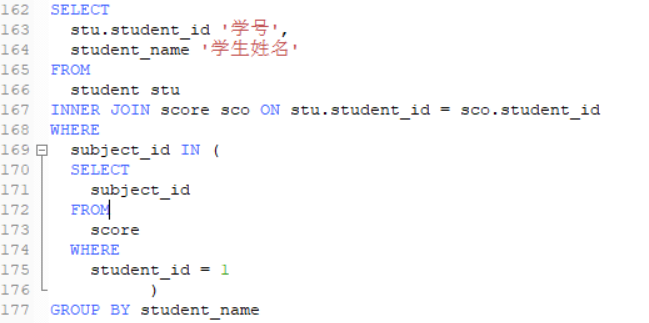 162 SELECT
163 stu.student_id '学号',
164 student_name '学生姓名'
165 FROM
166 student stu
167 INNER JOIN score sco ON stu.student_id = sco.student_id
168 WHERE
169 subject_id IN (
170 SELECT
171 subject_id
172 FROM
173 score
174 WHERE
175 student_id = 1
176 )
177 GROUP BY student_name